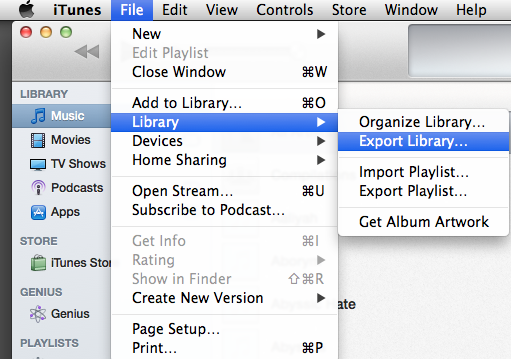 iTunes File Edit View Controls Store Window Help
New
Edit Playlist
Close Window ⌘W
Add to Library... ⌘O
Library
Devices
Home Sharing
Open Stream... ⌘U
Subscribe to Podcast...
Get Info ⌘I
Rating
Show in Finder ⇧⌘R
Create New Version
Page Setup...
Print... ⌘P
Organize Library...
Export Library...
Import Playlist...
Export Playlist...
Get Album Artwork
LIBRARY
Music
Movies
TV Shows
Podcasts
Apps
STORE
iTunes Store
GENIUS
Genius
PLAYLISTS